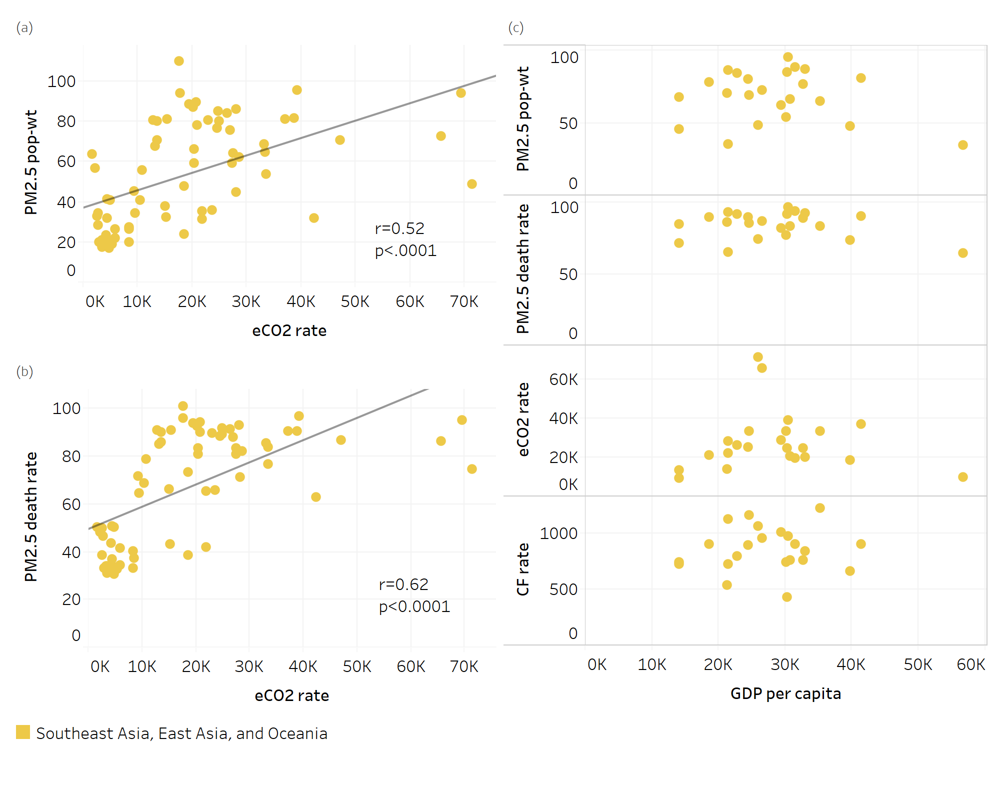 (a)
PM2.5 pop-wt
100
80
60
40
20
0
r=0.52
p<.0001
0K 10K 20K 30K 40K 50K 60K 70K
eCO2 rate
(b)
PM2.5 death rate
100
80
60
40
20
0
r=0.62
p<0.0001
0K 10K 20K 30K 40K 50K 60K 70K
eCO2 rate
(c)
PM2.5 pop-wt
100
50
0
PM2.5 death rate
100
50
0
eCO2 rate
60K
40K
20K
0K
CF rate
1000
500
0
0K 10K 20K 30K 40K 50K 60K
GDP per capita
Southeast Asia, East Asia, and Oceania